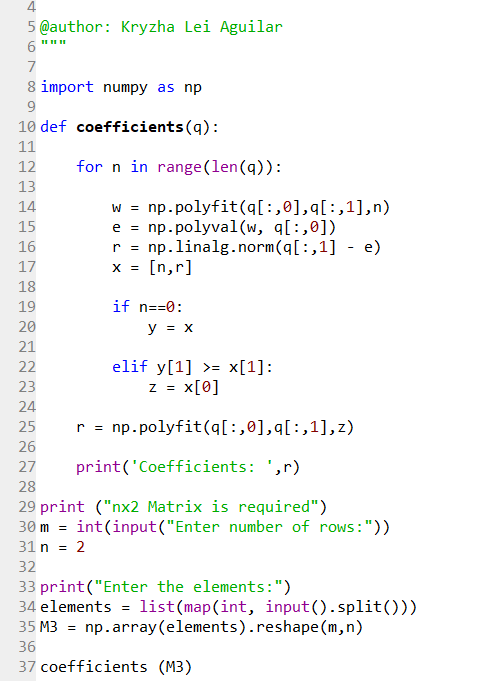 4
5 @author: Kryzha Lei Aguilar
6 """
7
8 import numpy as np
9
10 def coefficients(q):
11
12     for n in range(len(q)):
13
14         w = np.polyfit(q[:,0],q[:,1],n)
15         e = np.polyval(w, q[:,0])
16         r = np.linalg.norm(q[:,1] - e)
17         x = [n,r]
18
19         if n==0:
20             y = x
21
22         elif y[1] >= x[1]:
23             z = x[0]
24
25     r = np.polyfit(q[:,0],q[:,1],z)
26
27     print('Coefficients: ',r)
28
29 print ("nx2 Matrix is required")
30 m = int(input("Enter number of rows:"))
31 n = 2
32
33 print("Enter the elements:")
34 elements = list(map(int, input().split()))
35 M3 = np.array(elements).reshape(m,n)
36
37 coefficients (M3)